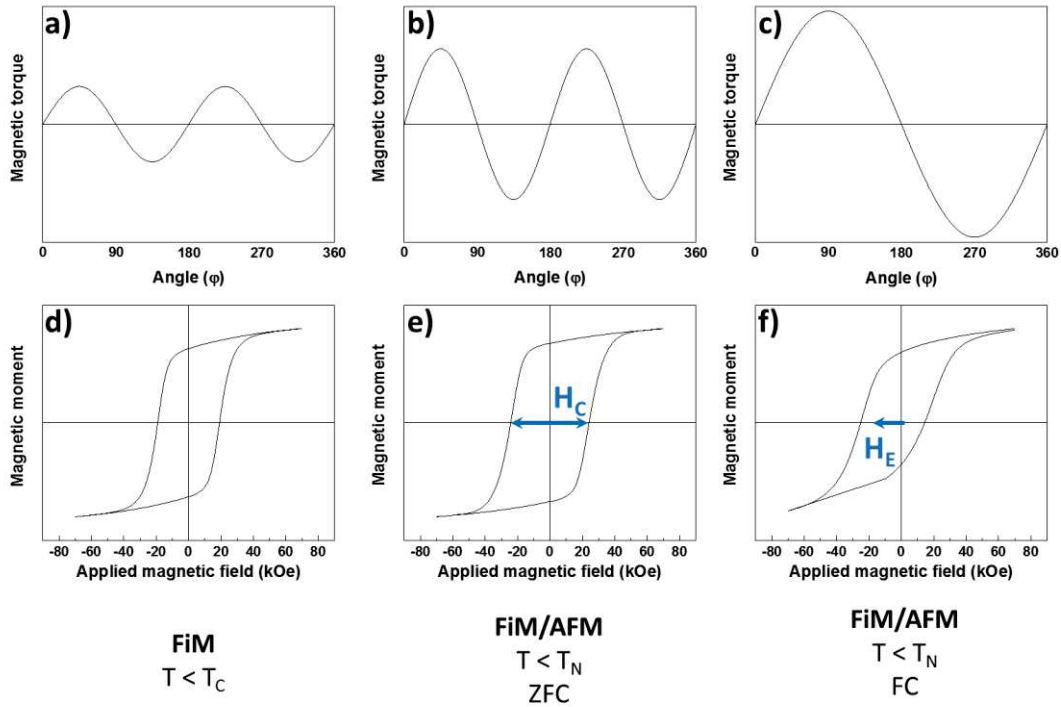 a)
Magnetic torque
0 90 180 270 360
Angle (φ)
b)
Magnetic torque
0 90 180 270 360
Angle (φ)
c)
Magnetic torque
0 90 180 270 360
Angle (φ)
d)
Magnetic moment
-80 -60 -40 -20 0 20 40 60 80
Applied magnetic field (kOe)
e)
H_C
Magnetic moment
-80 -60 -40 -20 0 20 40 60 80
Applied magnetic field (kOe)
f)
H_E
Magnetic moment
-80 -60 -40 -20 0 20 40 60 80
Applied magnetic field (kOe)
FiM
T < T_C
FiM/AFM
T < T_N
ZFC
FiM/AFM
T < T_N
FC